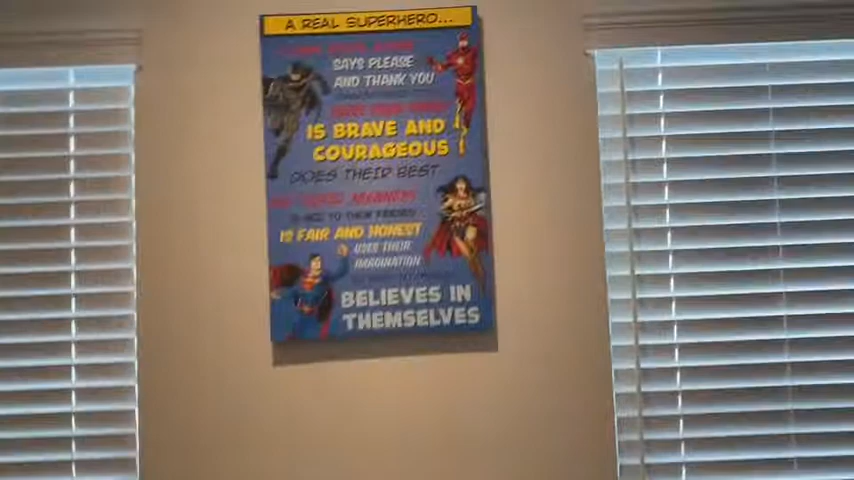 A REAL SUPERHERO...
SAYS PLEASE
AND THANK YOU
IS BRAVE AND
COURAGEOUS
DOES THEIR BEST
IS NICE TO THEIR FRIENDS
IS FAIR AND HONEST
USES THEIR
IMAGINATION
BELIEVES IN
THEMSELVES